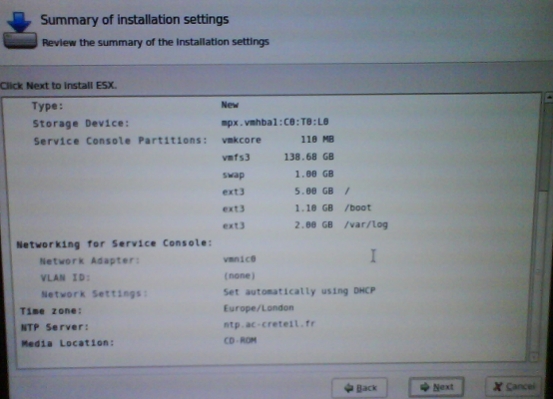 Summary of installation settings
Review the summary of the installation settings
Click Next to install ESX.
Type: New
Storage Device: mpx.vmhba1:C0:T0:L0
Service Console Partitions: vmkcore 110 MB
vmfs3 138.68 GB
swap 1.00 GB
ext3 5.00 GB /
ext3 1.10 GB /boot
ext3 2.00 GB /var/log
Networking for Service Console:
Network Adapter: vmnic0
VLAN ID: (none)
Network Settings: Set automatically using DHCP
Time zone: Europe/London
NTP Server: ntp.ac-creteil.fr
Media Location: CD-ROM
Back Next Cancel